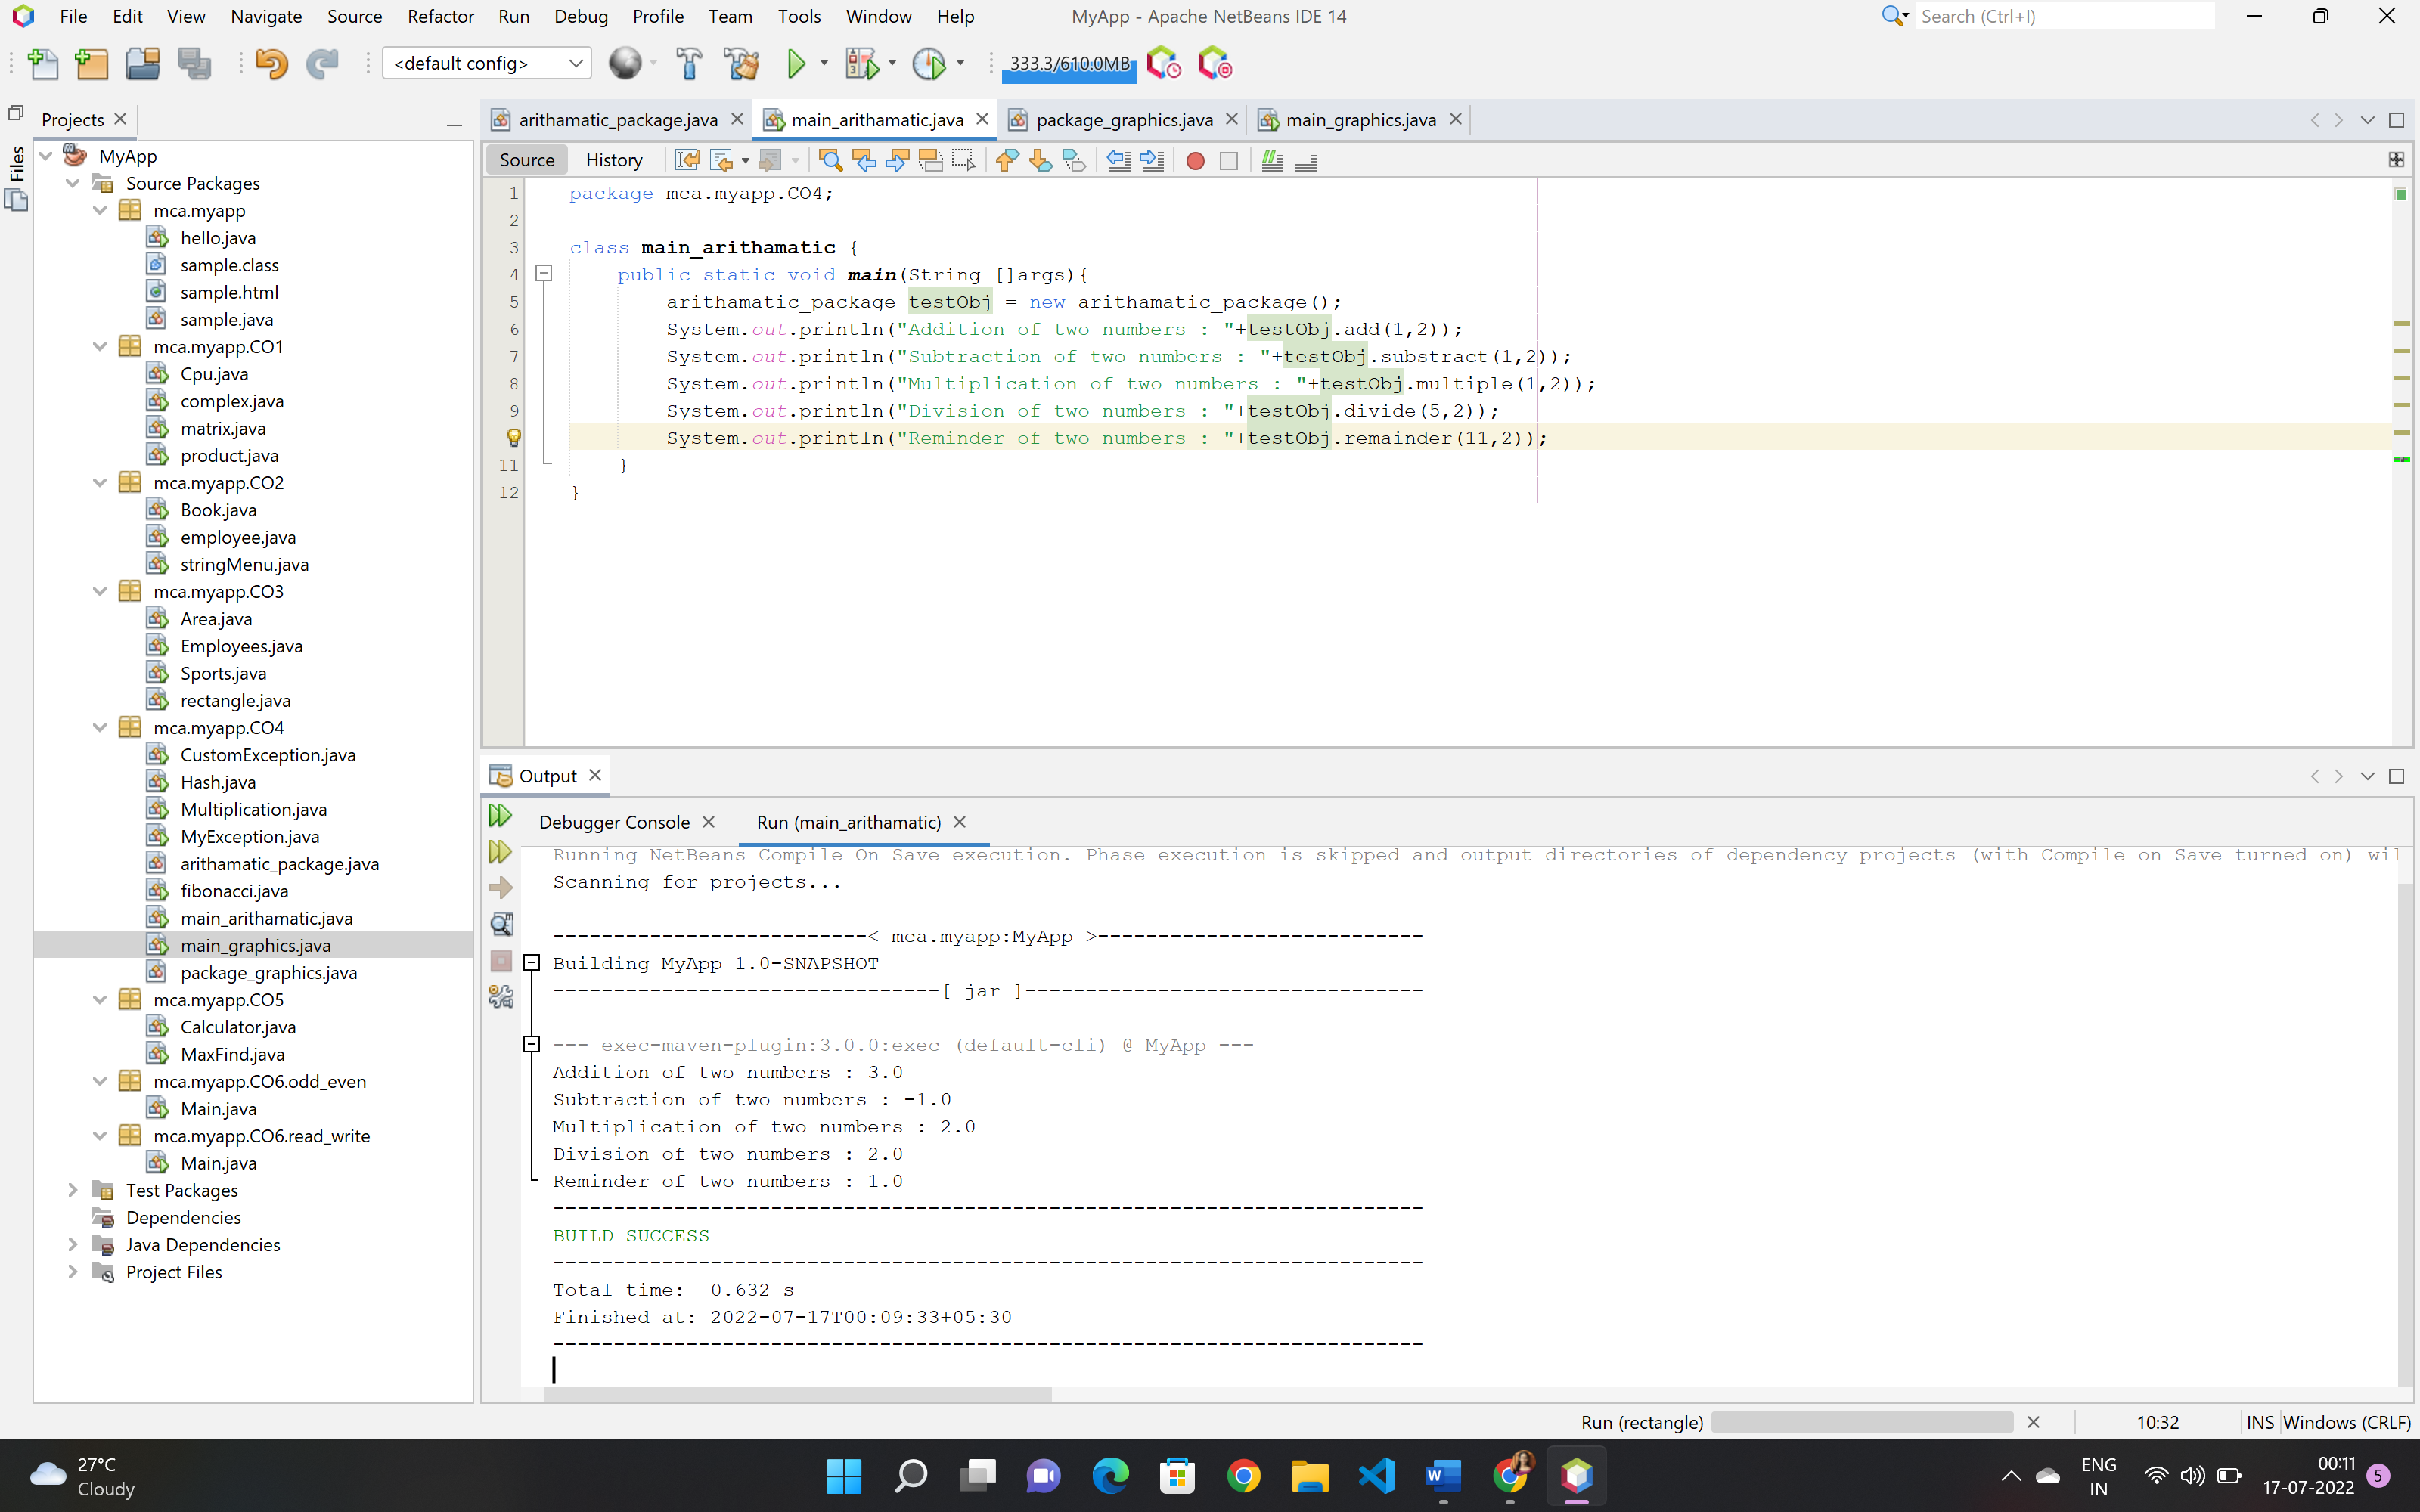 File Edit View Navigate Source Refactor Run Debug Profile Team Tools Window Help MyApp - Apache NetBeans IDE 14 Search (Ctrl+I)
<default config> 333.3/610.0MB
Files
Projects
MyApp
Source Packages
mca.myapp
hello.java
sample.class
sample.html
sample.java
mca.myapp.CO1
Cpu.java
complex.java
matrix.java
product.java
mca.myapp.CO2
Book.java
employee.java
stringMenu.java
mca.myapp.CO3
Area.java
Employees.java
Sports.java
rectangle.java
mca.myapp.CO4
CustomException.java
Hash.java
Multiplication.java
MyException.java
arithamatic_package.java
fibonacci.java
main_arithamatic.java
main_graphics.java
package_graphics.java
mca.myapp.CO5
Calculator.java
MaxFind.java
mca.myapp.CO6.odd_even
Main.java
mca.myapp.CO6.read_write
Main.java
Test Packages
Dependencies
Java Dependencies
Project Files
arithamatic_package.java main_arithamatic.java package_graphics.java main_graphics.java
Source History
1 package mca.myapp.CO4;
2
3 class main_arithamatic {
4 public static void main(String []args){
5 arithamatic_package testObj = new arithamatic_package();
6 System.out.println("Addition of two numbers : "+testObj.add(1,2));
7 System.out.println("Subtraction of two numbers : "+testObj.substract(1,2));
8 System.out.println("Multiplication of two numbers : "+testObj.multiple(1,2));
9 System.out.println("Division of two numbers : "+testObj.divide(5,2));
System.out.println("Reminder of two numbers : "+testObj.remainder(11,2));
11 }
12 }
Output
Debugger Console Run (main_arithamatic)
Running NetBeans Compile On Save execution. Phase execution is skipped and output directories of dependency projects (with Compile on Save turned on) wil
Scanning for projects...
--------------------------< mca.myapp:MyApp >---------------------------
Building MyApp 1.0-SNAPSHOT
--------------------------------[ jar ]---------------------------------
--- exec-maven-plugin:3.0.0:exec (default-cli) @ MyApp ---
Addition of two numbers : 3.0
Subtraction of two numbers : -1.0
Multiplication of two numbers : 2.0
Division of two numbers : 2.0
Reminder of two numbers : 1.0
------------------------------------------------------------------------
BUILD SUCCESS
------------------------------------------------------------------------
Total time:  0.632 s
Finished at: 2022-07-17T00:09:33+05:30
------------------------------------------------------------------------
Run (rectangle) 10:32 INS Windows (CRLF)
27°C
Cloudy
ENG
IN
00:11
17-07-2022
5